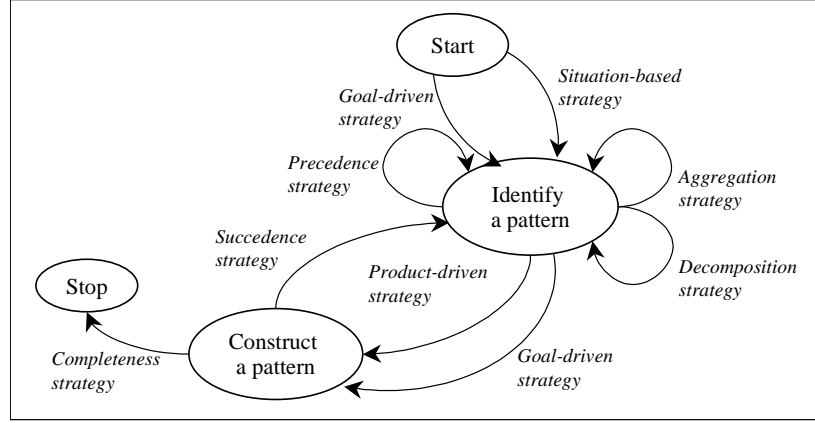 Start
Situation-based
strategy
Goal-driven
strategy
Precedence
strategy
Aggregation
strategy
Identify
a pattern
Succedence
strategy
Product-driven
strategy
Decomposition
strategy
Stop
Construct
a pattern
Completeness
strategy
Goal-driven
strategy